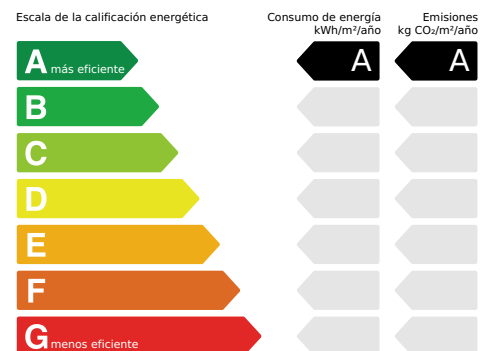 Escala de la calificación energética
Consumo de energía
kWh/m²/año
Emisiones
kg CO₂/m²/año
A más eficiente
A
A
B
C
D
E
F
G menos eficiente